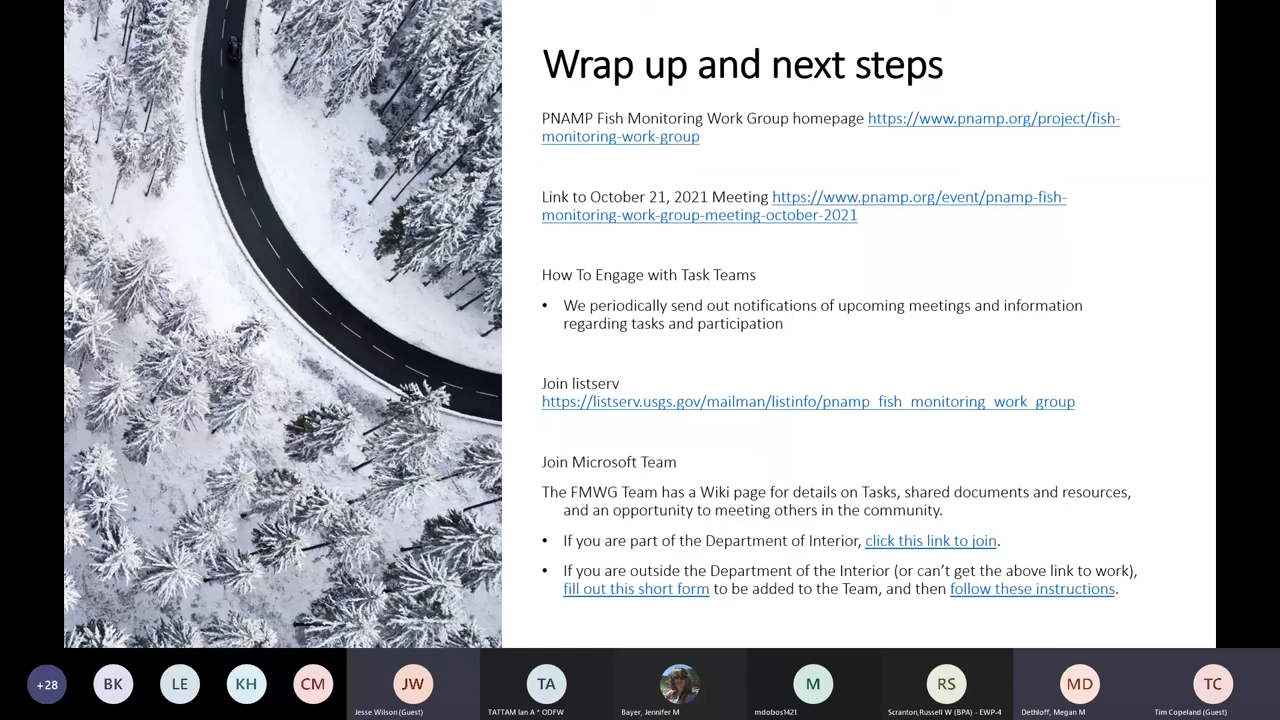 Wrap up and next steps
PNAMP Fish Monitoring Work Group homepage https://www.pnamp.org/project/fish-
monitoring-work-group
Link to October 21, 2021 Meeting https://www.pnamp.org/event/pnamp-fish-
monitoring-work-group-meeting-october-2021
How To Engage with Task Teams
• We periodically send out notifications of upcoming meetings and information
regarding tasks and participation
Join listserv
https://listserv.usgs.gov/mailman/listinfo/pnamp_fish_monitoring_work_group
Join Microsoft Team
The FMWG Team has a Wiki page for details on Tasks, shared documents and resources,
and an opportunity to meeting others in the community.
• If you are part of the Department of Interior, click this link to join.
• If you are outside the Department of the Interior (or can't get the above link to work),
fill out this short form to be added to the Team, and then follow these instructions.
+28 BK LE KH CM JW TA M RS MD TC
Jesse Wilson (Guest) TATTAM Ian A * ODFW Bayer, Jennifer M mdobos1421 Scranton,Russell W (BPA) - EWP-4 Dethloff, Megan M Tim Copeland (Guest)